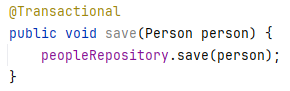 @Transactional
public void save(Person person) {
    peopleRepository.save(person);
}